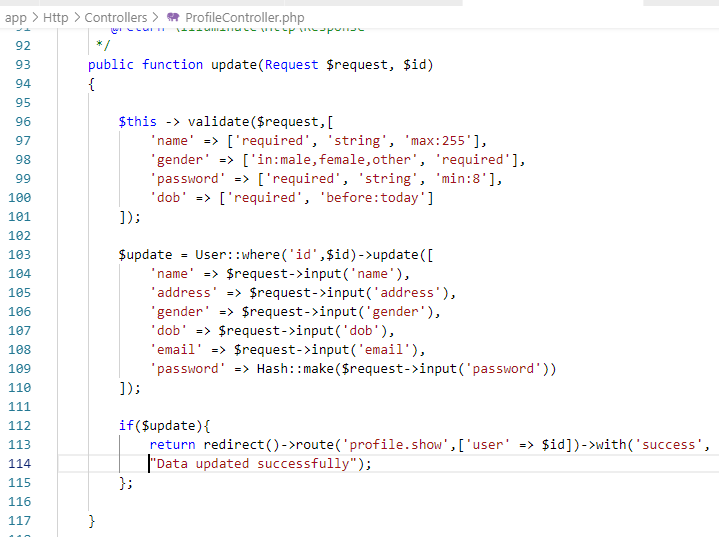 app > Http > Controllers > ProfileController.php
91 * @return \Illuminate\Http\Response
92 */
93 public function update(Request $request, $id)
94 {
95
96 $this -> validate($request,[
97 'name' => ['required', 'string', 'max:255'],
98 'gender' => ['in:male,female,other', 'required'],
99 'password' => ['required', 'string', 'min:8'],
100 'dob' => ['required', 'before:today']
101 ]);
102
103 $update = User::where('id',$id)->update([
104 'name' => $request->input('name'),
105 'address' => $request->input('address'),
106 'gender' => $request->input('gender'),
107 'dob' => $request->input('dob'),
108 'email' => $request->input('email'),
109 'password' => Hash::make($request->input('password'))
110 ]);
111
112 if($update){
113 return redirect()->route('profile.show',['user' => $id])->with('success',
114 "Data updated successfully");
115 };
116
117 }